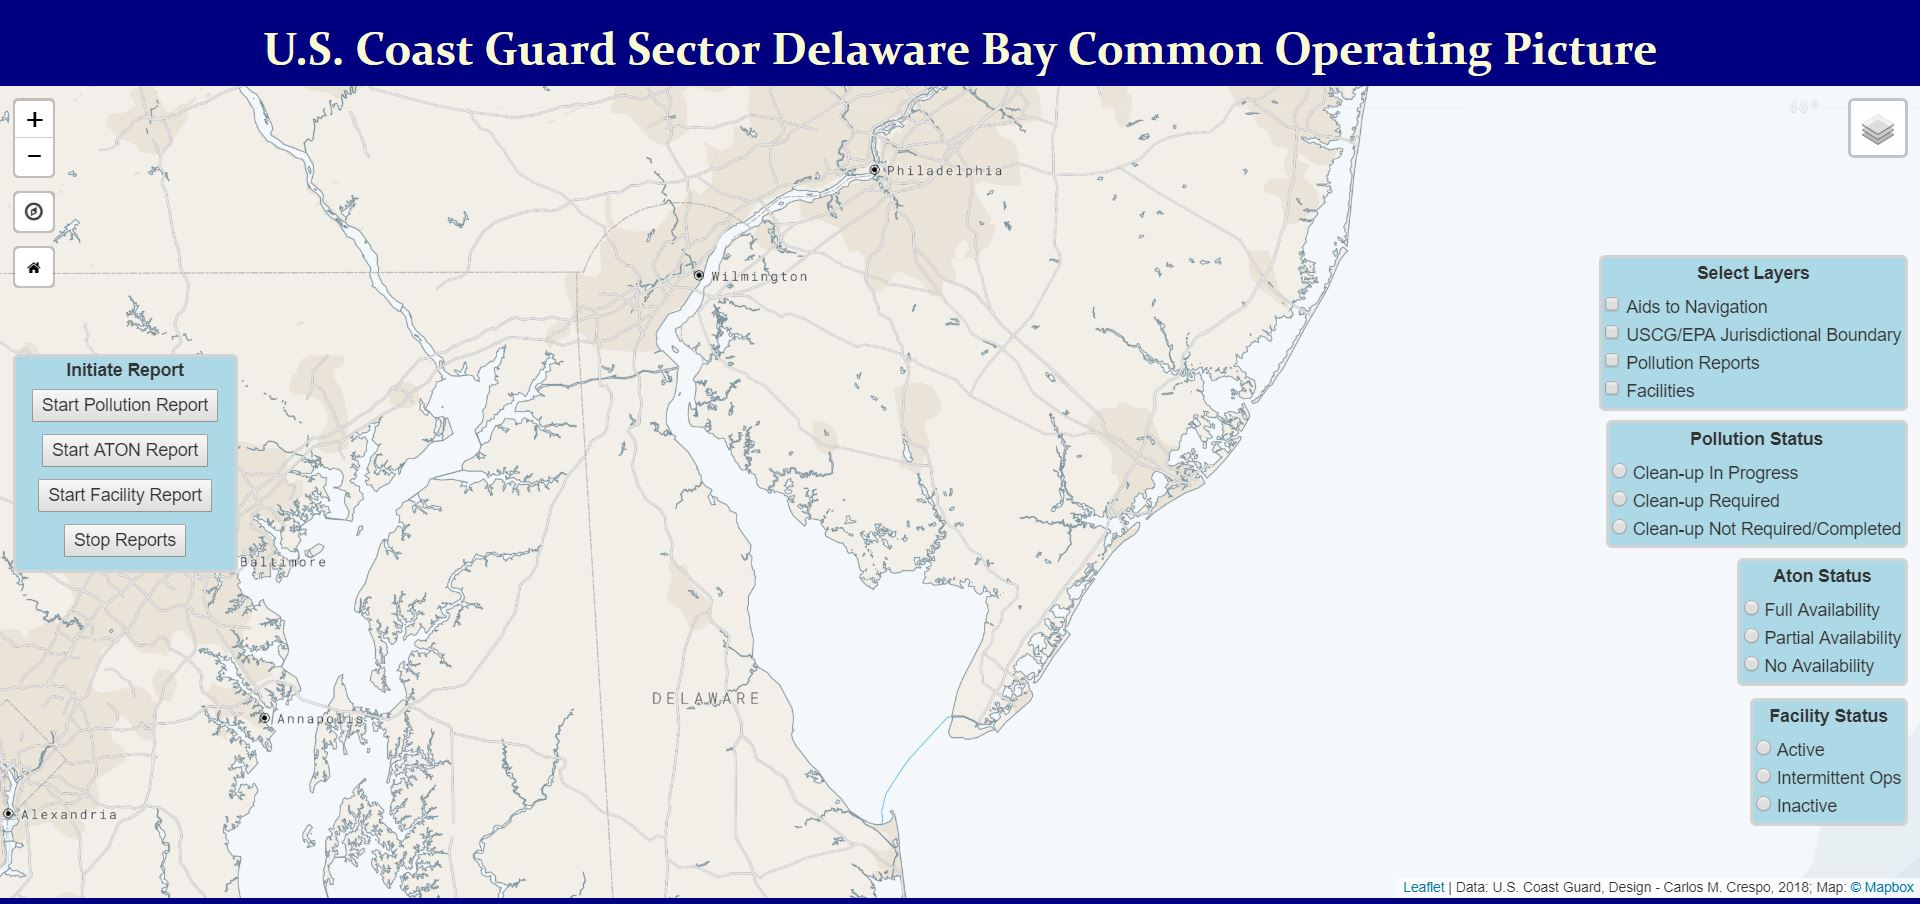 U.S. Coast Guard Sector Delaware Bay Common Operating Picture
+
−
40°
Philadelphia
Wilmington
Select Layers
Aids to Navigation
USCG/EPA Jurisdictional Boundary
Pollution Reports
Facilities
Initiate Report
Start Pollution Report
Start ATON Report
Start Facility Report
Stop Reports
Pollution Status
Clean-up In Progress
Clean-up Required
Clean-up Not Required/Completed
Baltimore
Aton Status
Full Availability
Partial Availability
No Availability
DELAWARE
Annapolis
Facility Status
Active
Intermittent Ops
Inactive
Alexandria
Leaflet | Data: U.S. Coast Guard, Design - Carlos M. Crespo, 2018; Map: © Mapbox